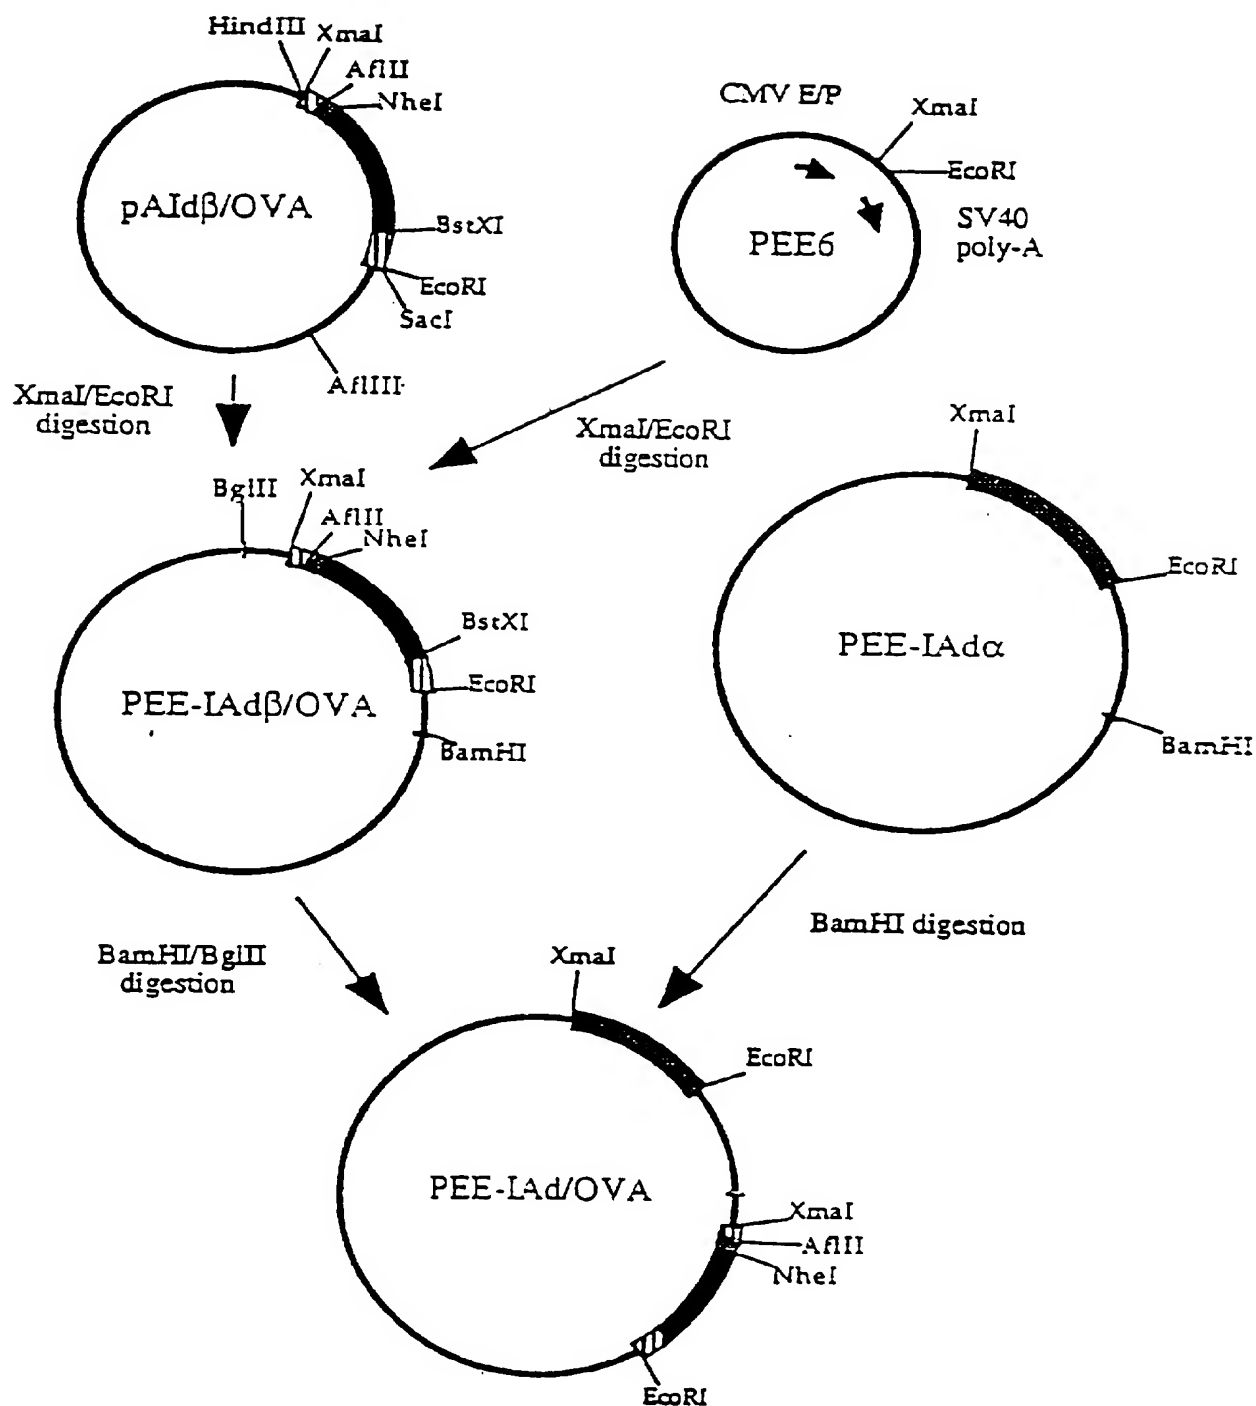 HindIII
XmaI
AflII
NheI
pAIdβ/OVA
BstXI
EcoRI
SacI
AflIII
CMV E/P
XmaI
EcoRI
PEE6
SV40
poly-A
XmaI/EcoRI
digestion
XmaI/EcoRI
digestion
BglII
XmaI
AflII
NheI
BstXI
EcoRI
PEE-IAdβ/OVA
BamHI
XmaI
EcoRI
PEE-IAdα
BamHI
BamHI/BglII
digestion
BamHI digestion
XmaI
EcoRI
PEE-IAd/OVA
XmaI
AflII
NheI
EcoRI